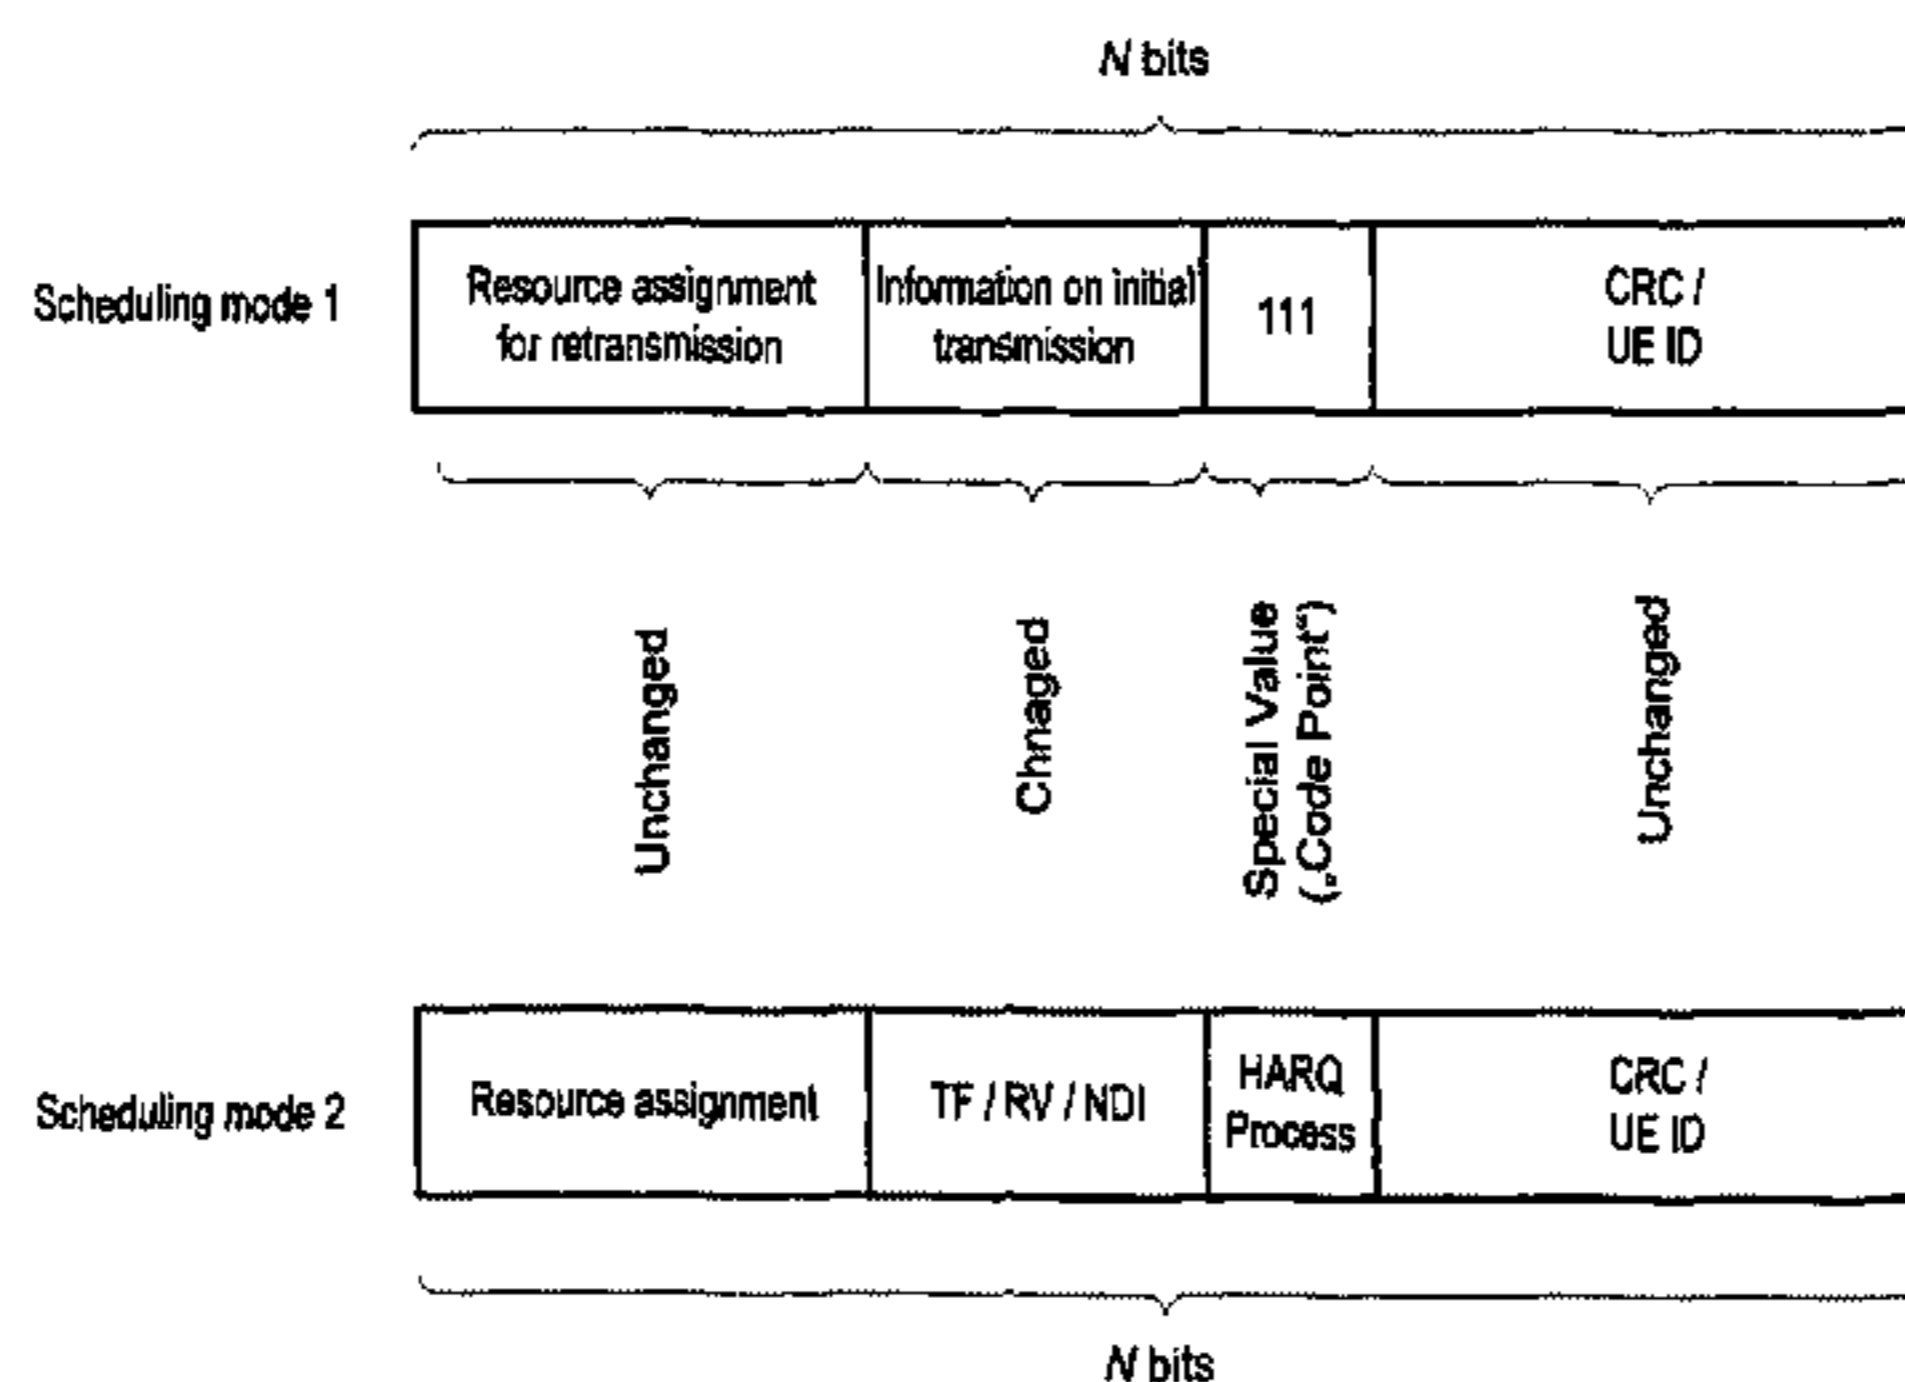 N bits
Scheduling mode 1
Resource assignment
for retransmission
Information on initial
transmission
111
CRC /
UE ID
Unchanged
Chnaged
Special Value
(„Code Point“)
Unchanged
Scheduling mode 2
Resource assignment
TF / RV / NDI
HARQ
Process
CRC /
UE ID
N bits